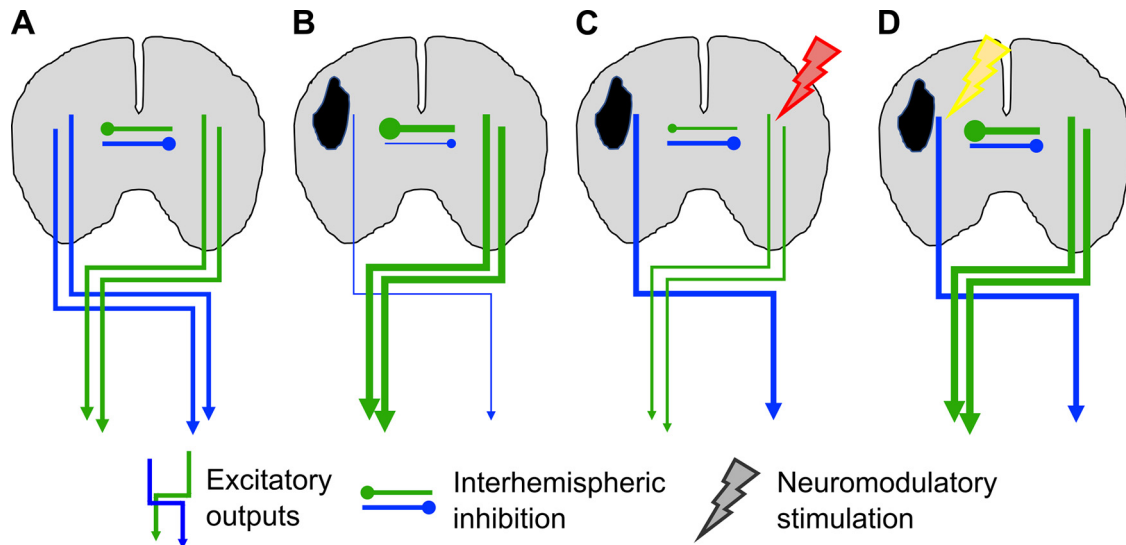 A B C D
Excitatory
outputs
Interhemispheric
inhibition
Neuromodulatory
stimulation